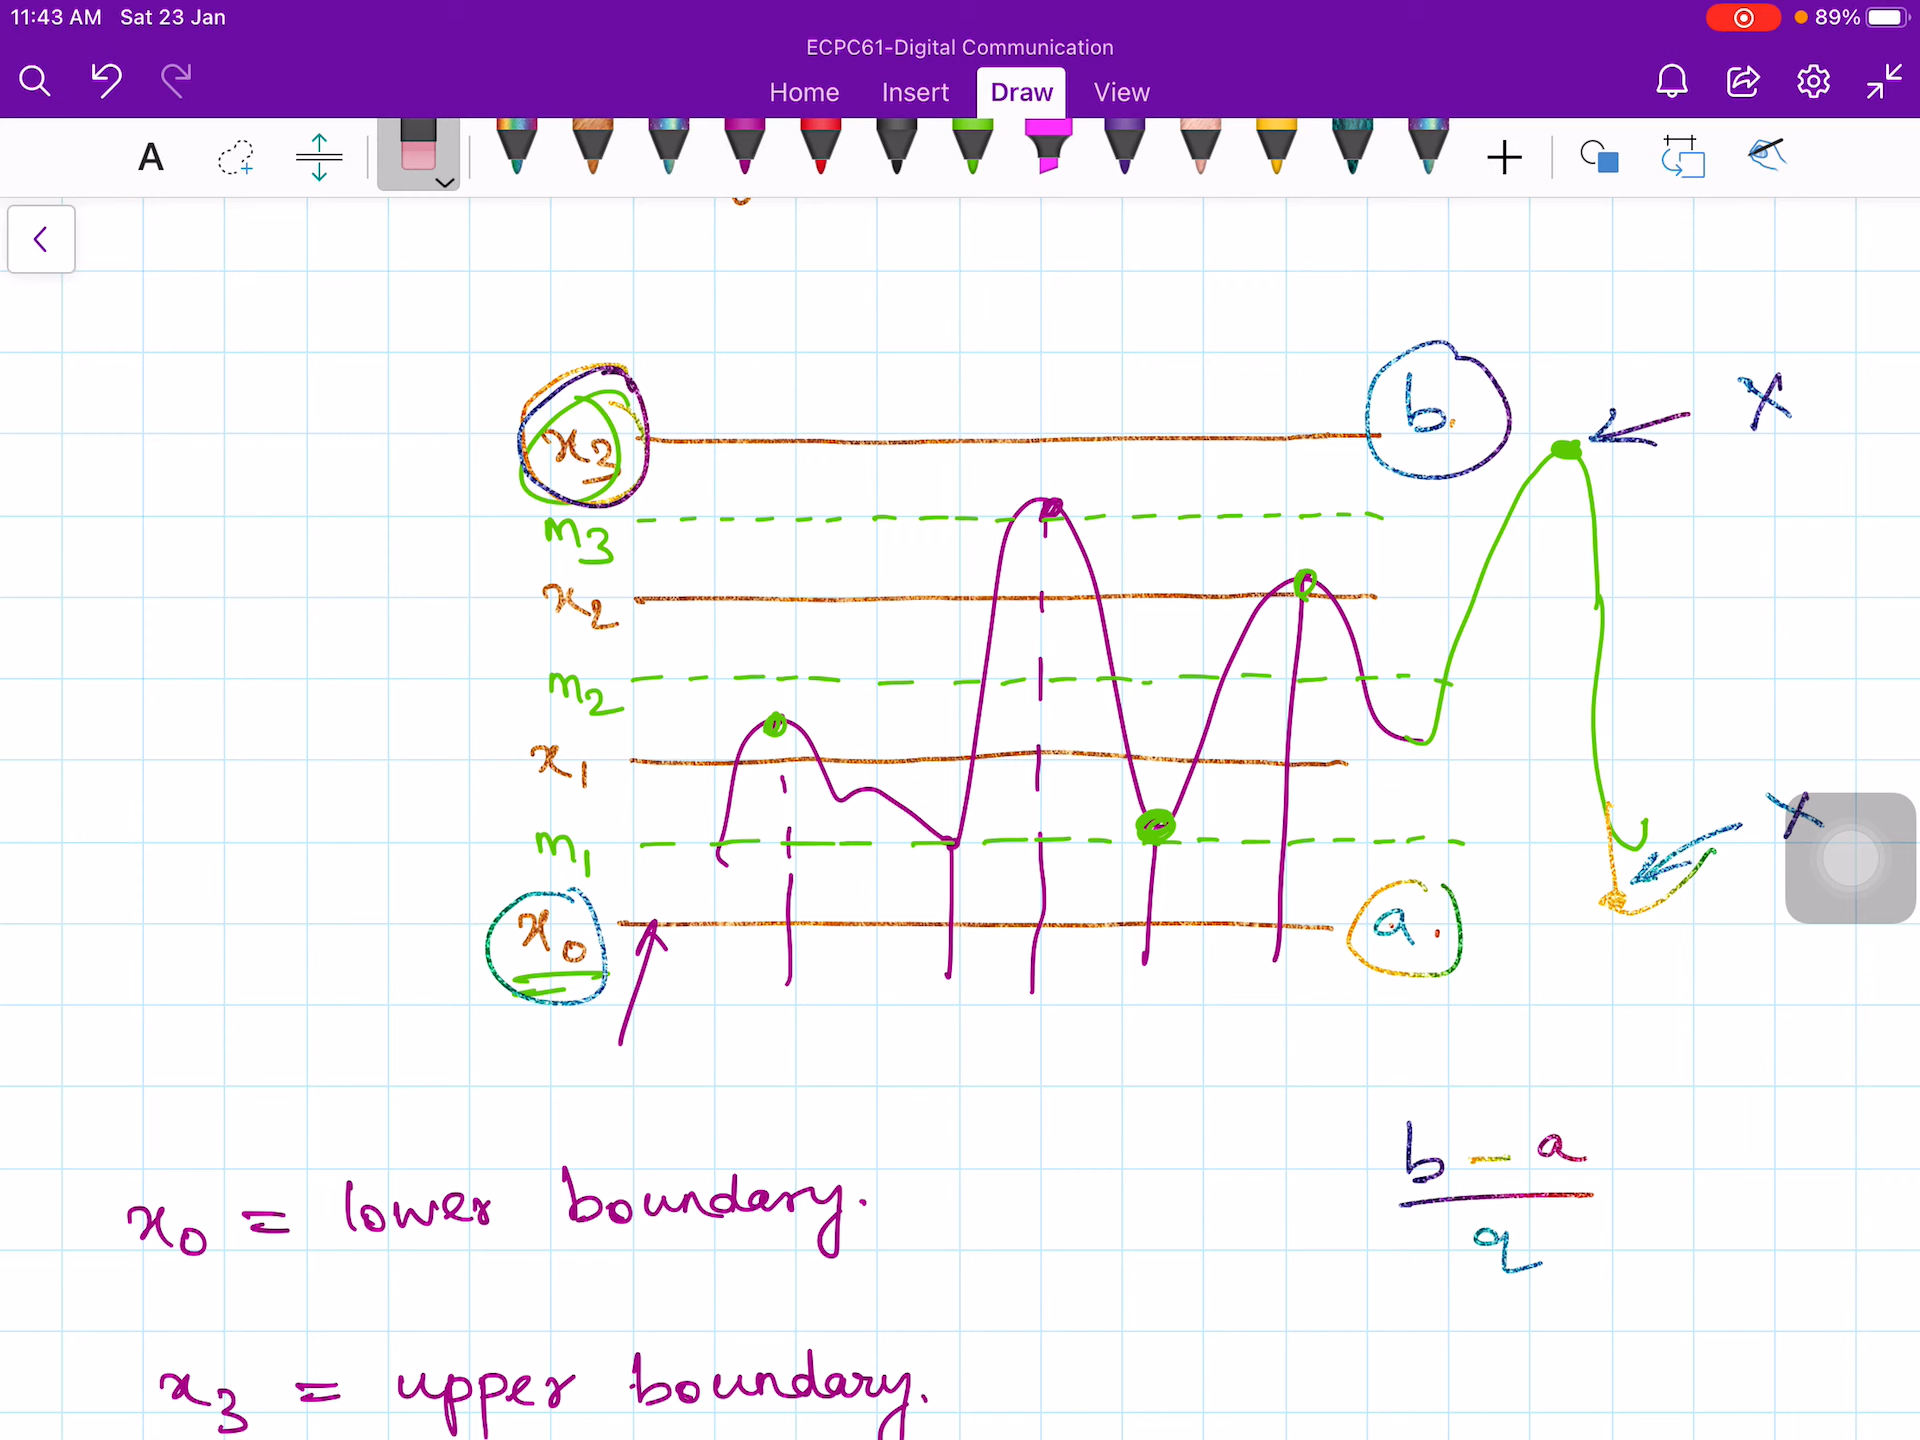 11:43 AM Sat 23 Jan
89%
ECPC61-Digital Communication
Home Insert Draw View
A
x2
b.
X
m3
x2
m2
x1
m1
X
x0
a.
b - a
q
x0 = lower boundary.
x3 = upper boundary.